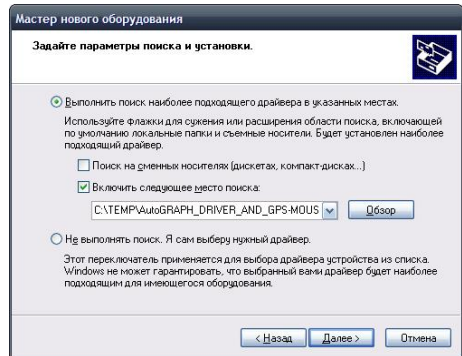 Мастер нового оборудования
Задайте параметры поиска и установки.
Выполнить поиск наиболее подходящего драйвера в указанных местах.
Используйте флажки для сужения или расширения области поиска, включающей
по умолчанию локальные папки и съемные носители. Будет установлен наиболее
подходящий драйвер.
Поиск на сменных носителях (дискетах, компакт-дисках...)
Включить следующее место поиска:
C:\TEMP\AutoGRAPH_DRIVER_AND_GPS-MOUS
Обзор
Не выполнять поиск. Я сам выберу нужный драйвер.
Этот переключатель применяется для выбора драйвера устройства из списка.
Windows не может гарантировать, что выбранный вами драйвер будет наиболее
подходящим для имеющегося оборудования.
< Назад Далее > Отмена